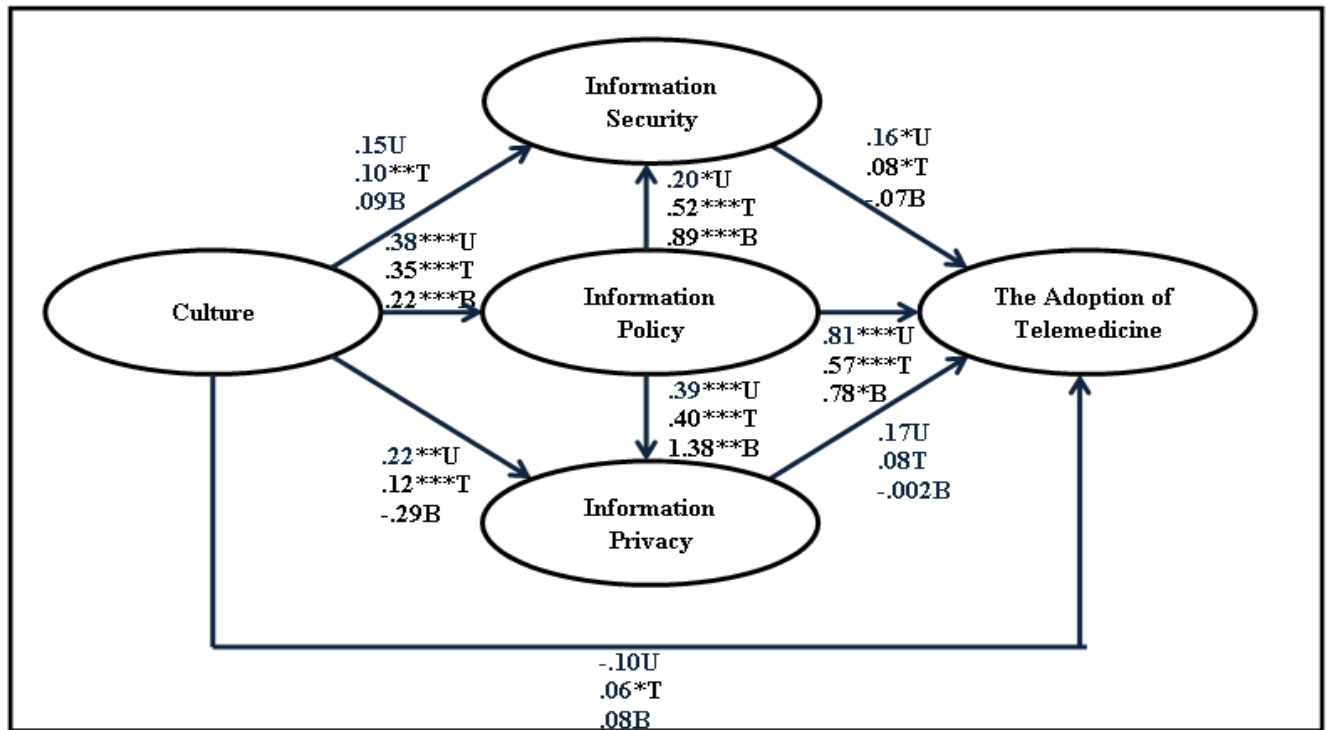 Information
Security
.15U
.10**T
.09B
.16*U
.08*T
-.07B
.20*U
.52***T
.89***B
.38***U
.35***T
.22***B
Culture
Information
Policy
The Adoption of
Telemedicine
.81***U
.57***T
.78*B
.39***U
.40***T
1.38**B
.22**U
.12***T
-.29B
.17U
.08T
-.002B
Information
Privacy
-.10U
.06*T
.08B